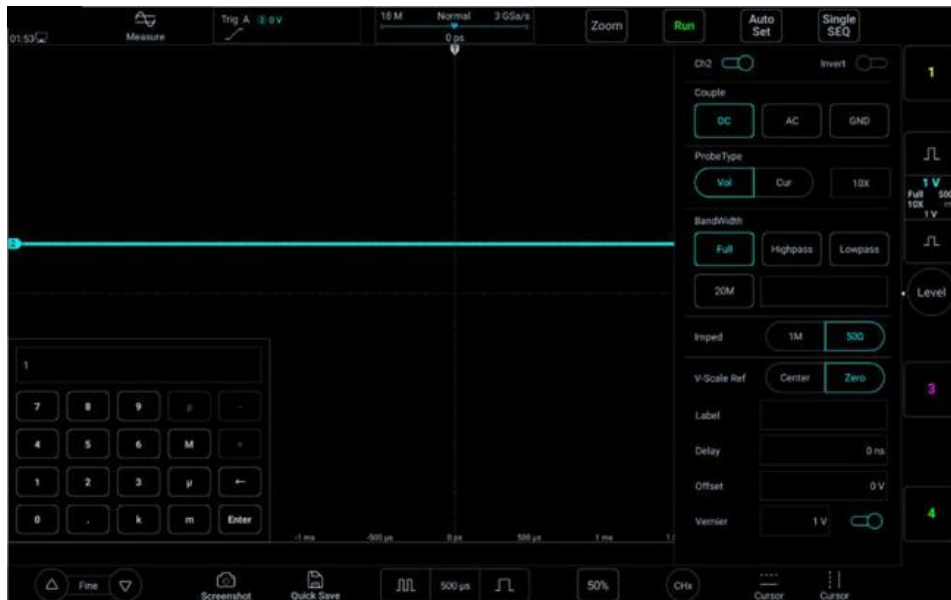 Trig A ② 0 V
18 M Normal 3 GSa/s
0 ps
T
Zoom
Run
Auto
Set
Single
SEQ
01:53
Measure
Ch2 Invert
1
Couple
DC AC GND
ProbeType
Vol Cur 10X
1 V
Full
10X
1 V
BandWidth
Full Highpass Lowpass
20M
2
Level
Imped 1M 50Ω
V-Scale Ref Center Zero
3
Label
Delay 0 ns
Offset 0 V
Vernier 1 V
4
1
7 8 9 p -
4 5 6 M
1 2 3 μ ←
0 . k m Enter
-1 ms -500 μs 0 ps 500 μs 1 ms
Fine
Screenshot
Quick Save
500 μs
50%
CHx
Cursor
Cursor